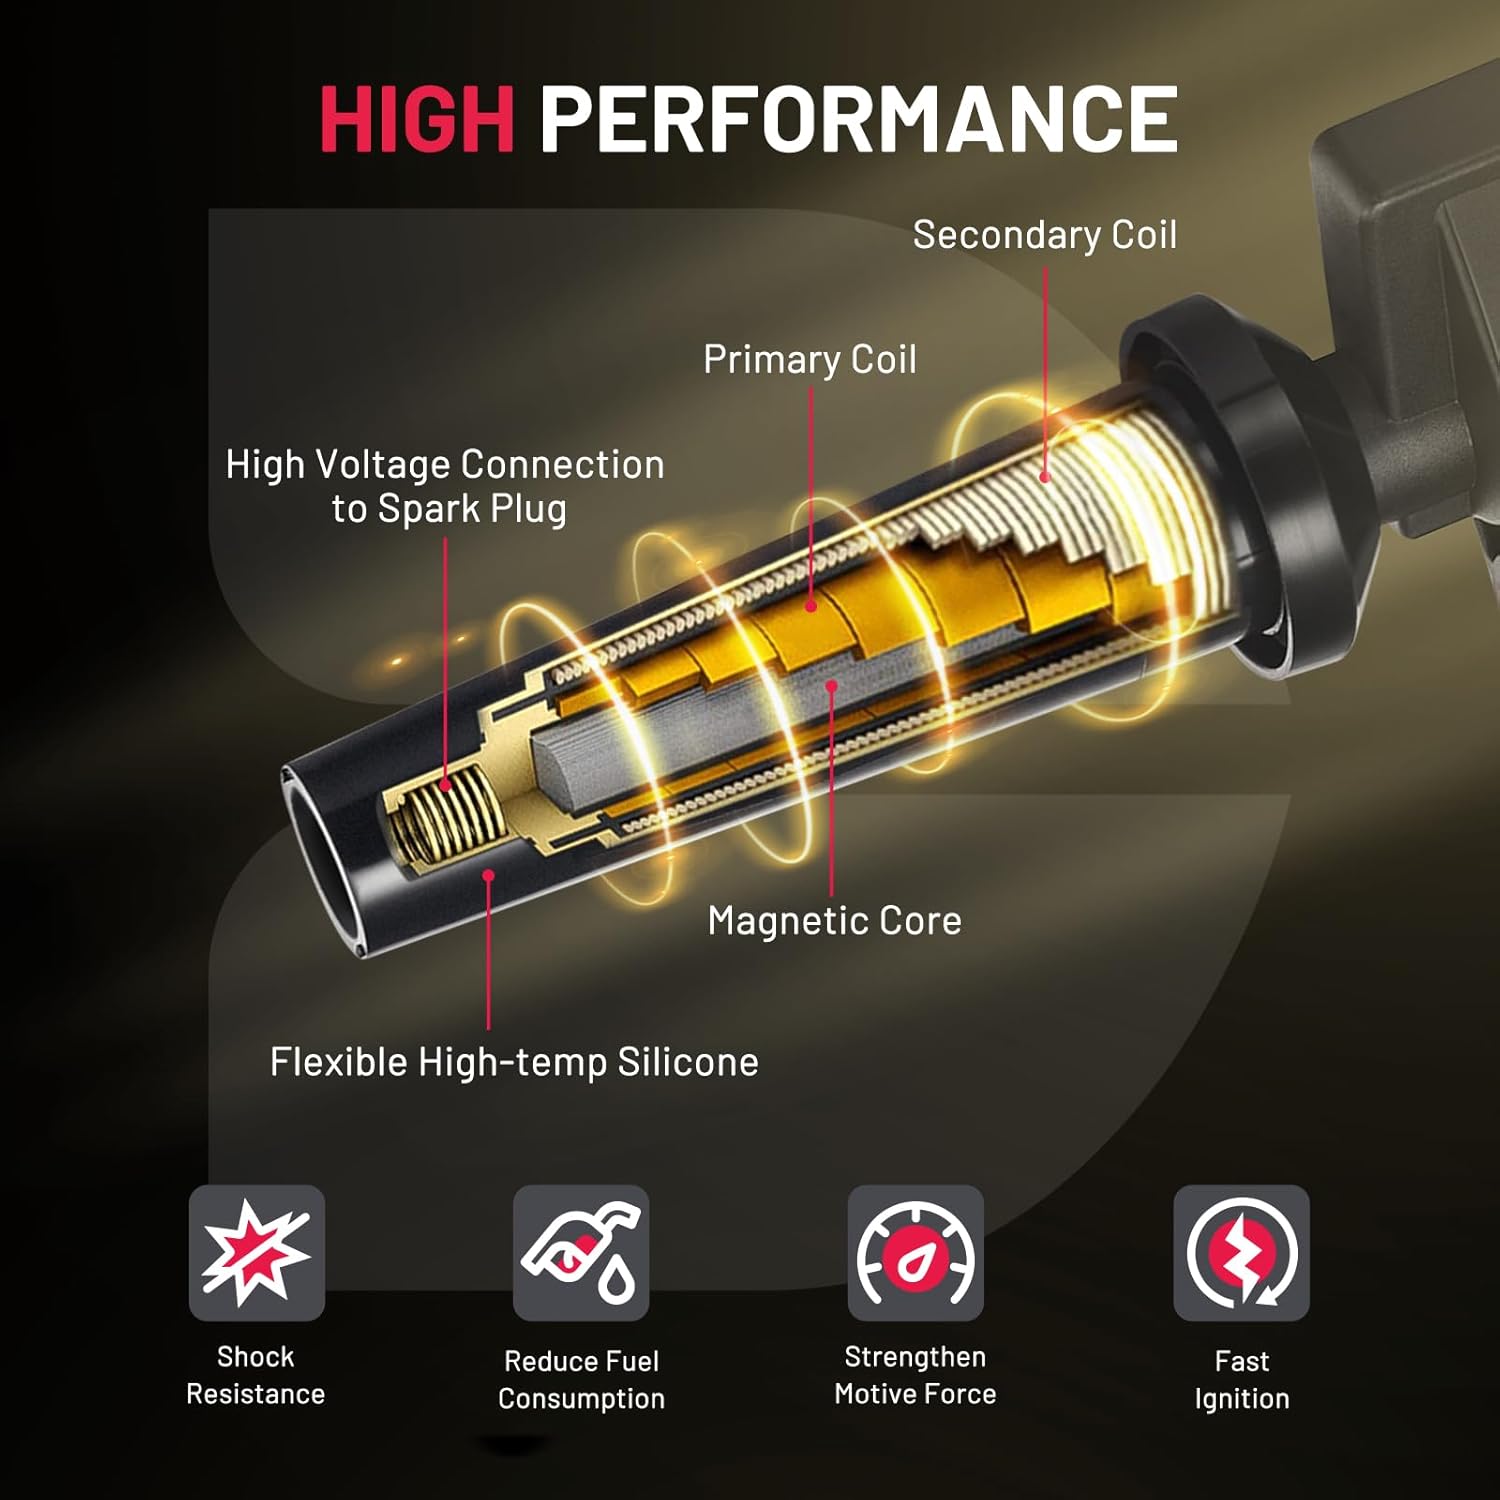 HIGH PERFORMANCE
Secondary Coil
Primary Coil
High Voltage Connection
to Spark Plug
Magnetic Core
Flexible High-temp Silicone
Shock
Resistance
Reduce Fuel
Consumption
Strengthen
Motive Force
Fast
Ignition